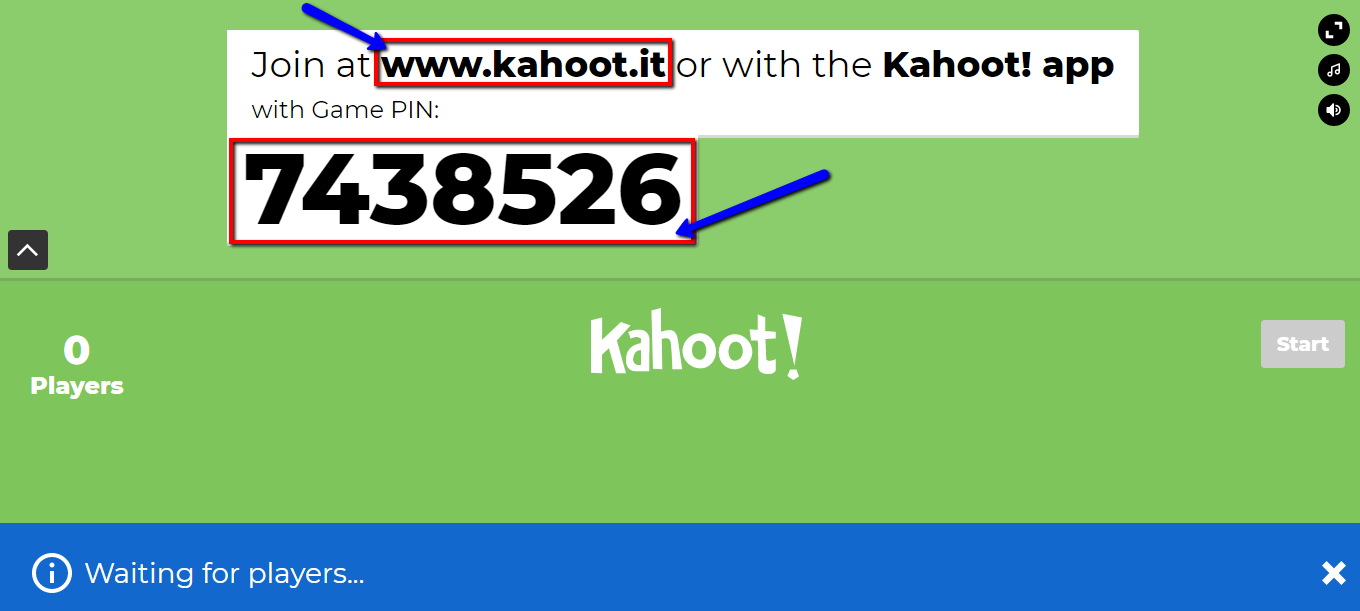 Join at www.kahoot.it or with the Kahoot! app
with Game PIN:
7438526
0
Players
Kahoot!
Start
Waiting for players...